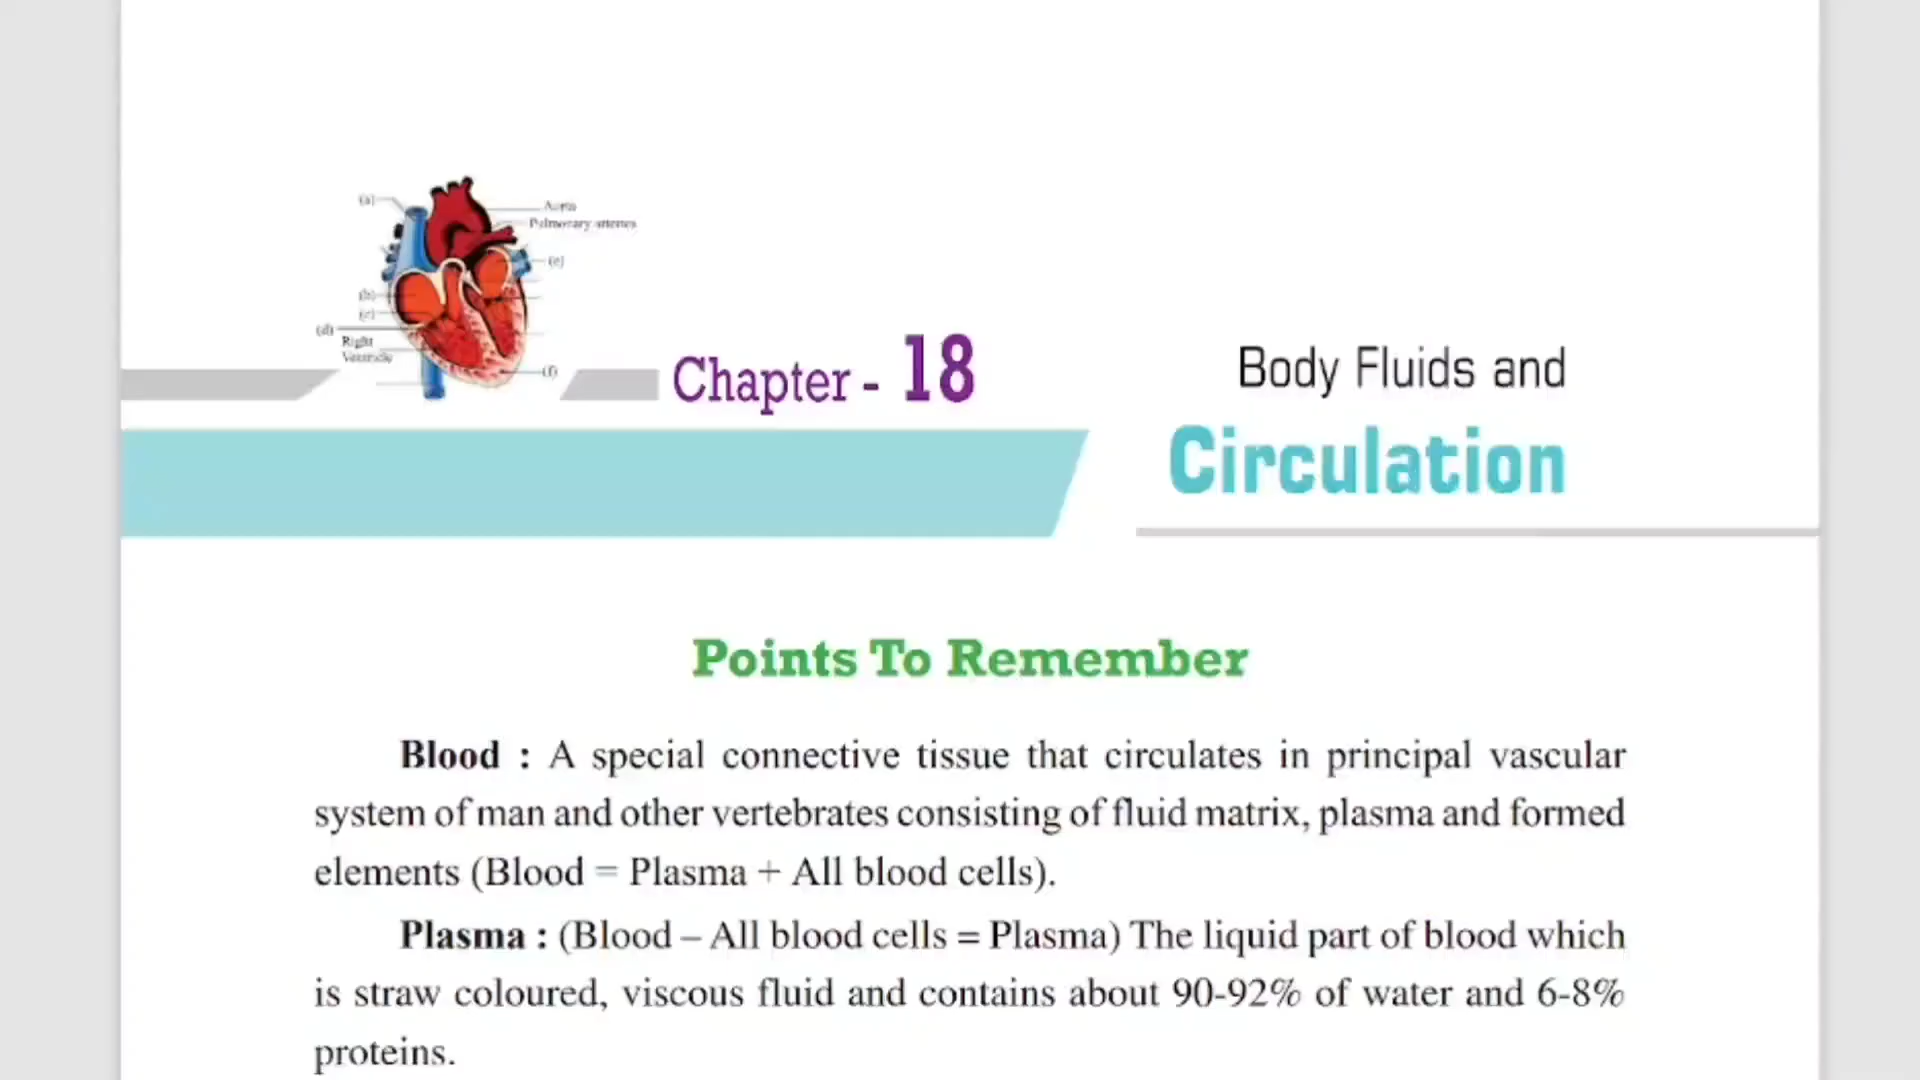 (a)
Aorta
Pulmonary arteries
(e)
(b)
(c)
(d)
Right
Ventricle
(f)
Chapter - 18
Body Fluids and
Circulation
Points To Remember
Blood : A special connective tissue that circulates in principal vascular
system of man and other vertebrates consisting of fluid matrix, plasma and formed
elements (Blood = Plasma + All blood cells).
Plasma : (Blood – All blood cells = Plasma) The liquid part of blood which
is straw coloured, viscous fluid and contains about 90-92% of water and 6-8%
proteins.